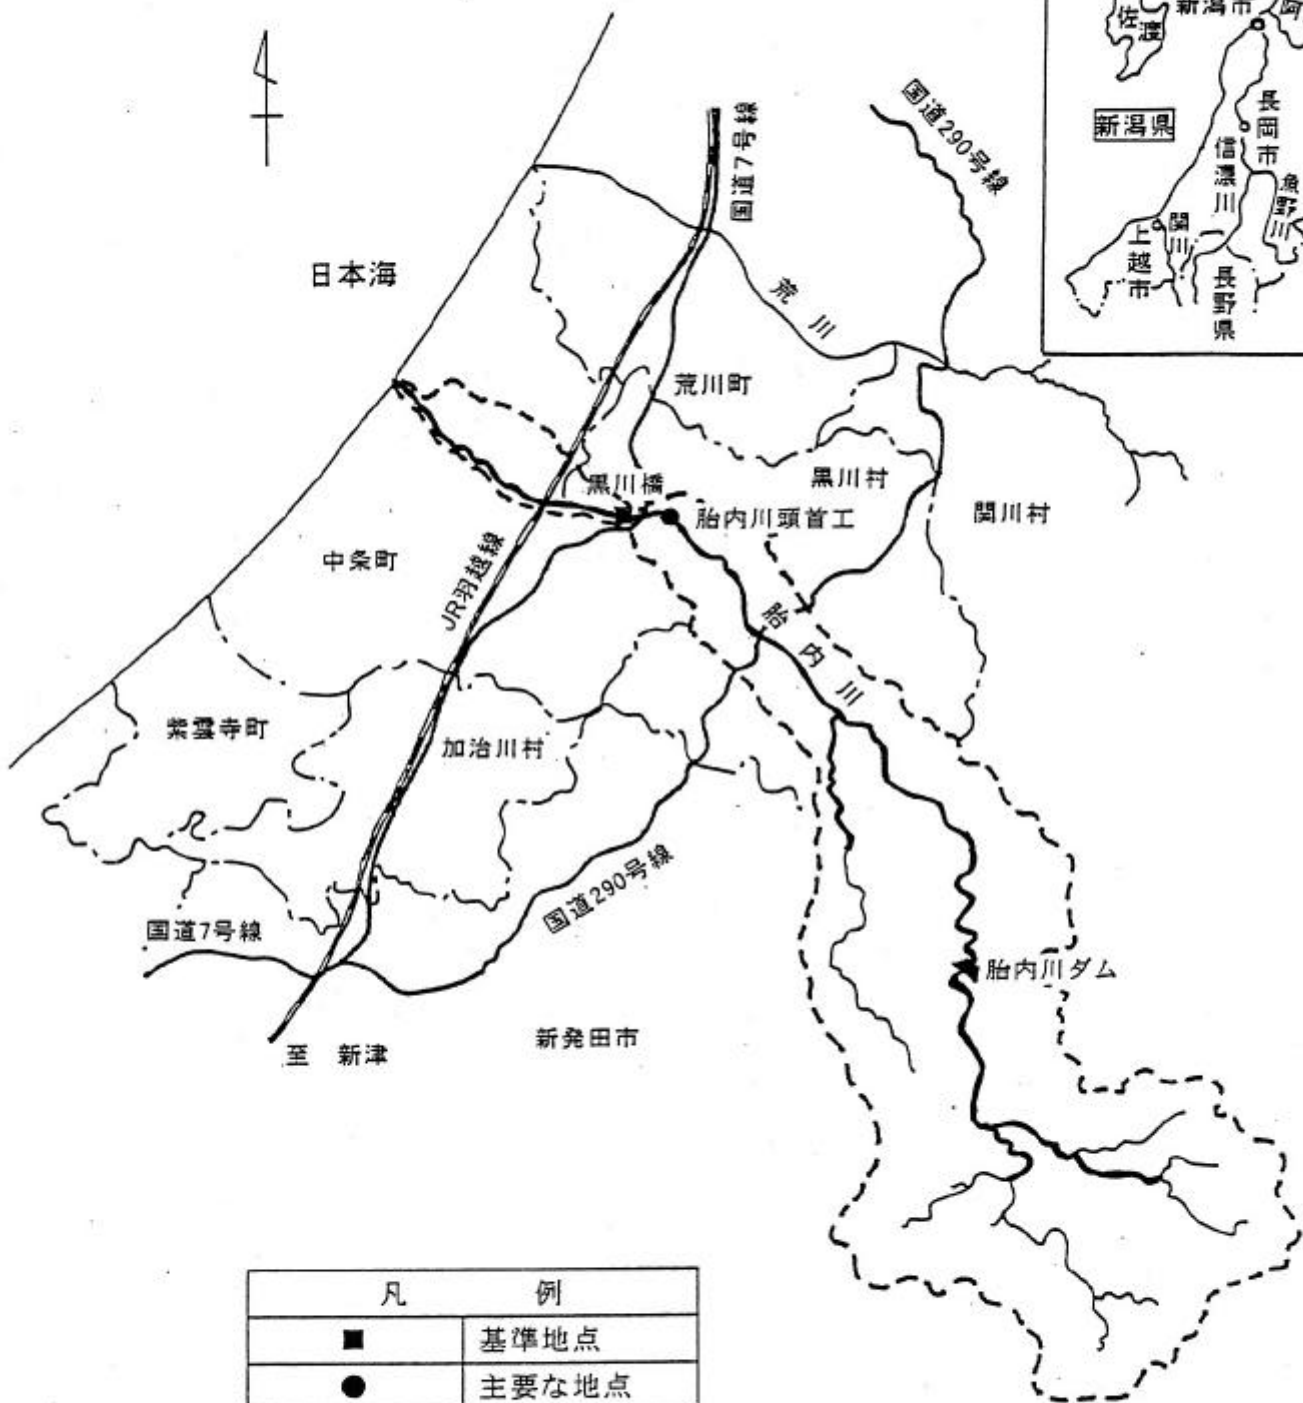 佐渡
新潟市
新潟県
長岡市
信濃川
魚野川
関川
上越市
長野県
国道7号線
国道290号線
日本海
荒川
荒川町
黒川橋
黒川村
胎内川頭首工
関川村
中条町
JR羽越線
胎内川
紫雲寺町
加治川村
国道290号線
国道7号線
胎内川ダム
至 新津
新発田市
凡 例
基準地点
主要な地点